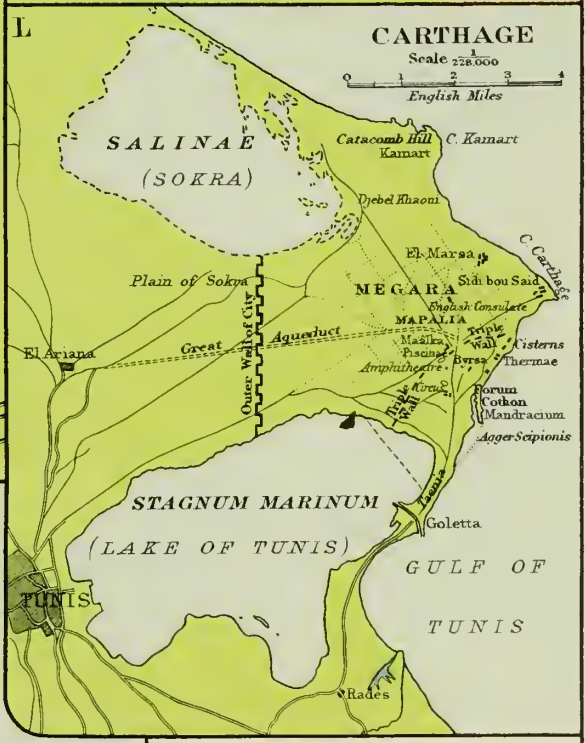 L
CARTHAGE
Scale 1/228,000
0 1 2 3 4
English Miles
SALINAE
(SOKRA)
Catacomb Hill
Kamart
C. Kamart
Djebel Khaoui
El Marsa
C. Carthage
Plain of Sokra
Sidi bou Said
MEGARA
English Consulate
MAPALIA
Great Aqueduct
Outer Wall of City
El Ariana
Malka
Piscina
Triple
Wall
Cisterns
Byrsa
Thermae
Amphitheatre
Circus
Triple
Wall
Forum
Cothon
Mandracium
Agger Scipionis
Taenia
STAGNUM MARINUM
(LAKE OF TUNIS)
Goletta
GULF OF
TUNIS
TUNIS
Rades